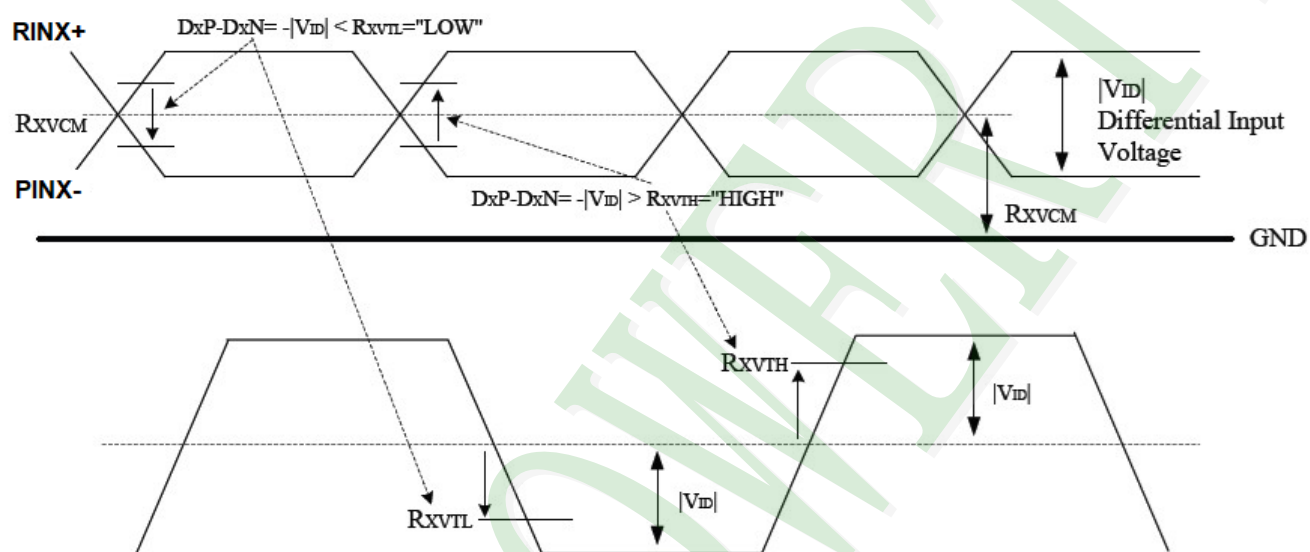 DxP-DxN= -|VID| < RXVTL="LOW"
RINX+
|VID|
Differential Input
Voltage
RXVCM
PINX-
DxP-DxN= -|VID| > RXVTH="HIGH"
RXVCM
GND
RXVTH
|VID|
|VID|
RXVTL